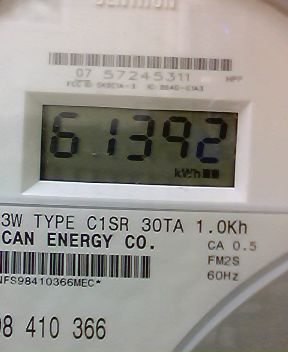 07 57245311 HPF
61392
kWh
3W TYPE C1SR 30TA 1.0Kh
CAN ENERGY CO.
CA 0.5
FM2S
NFS98410366MEC*
60Hz
98 410 366